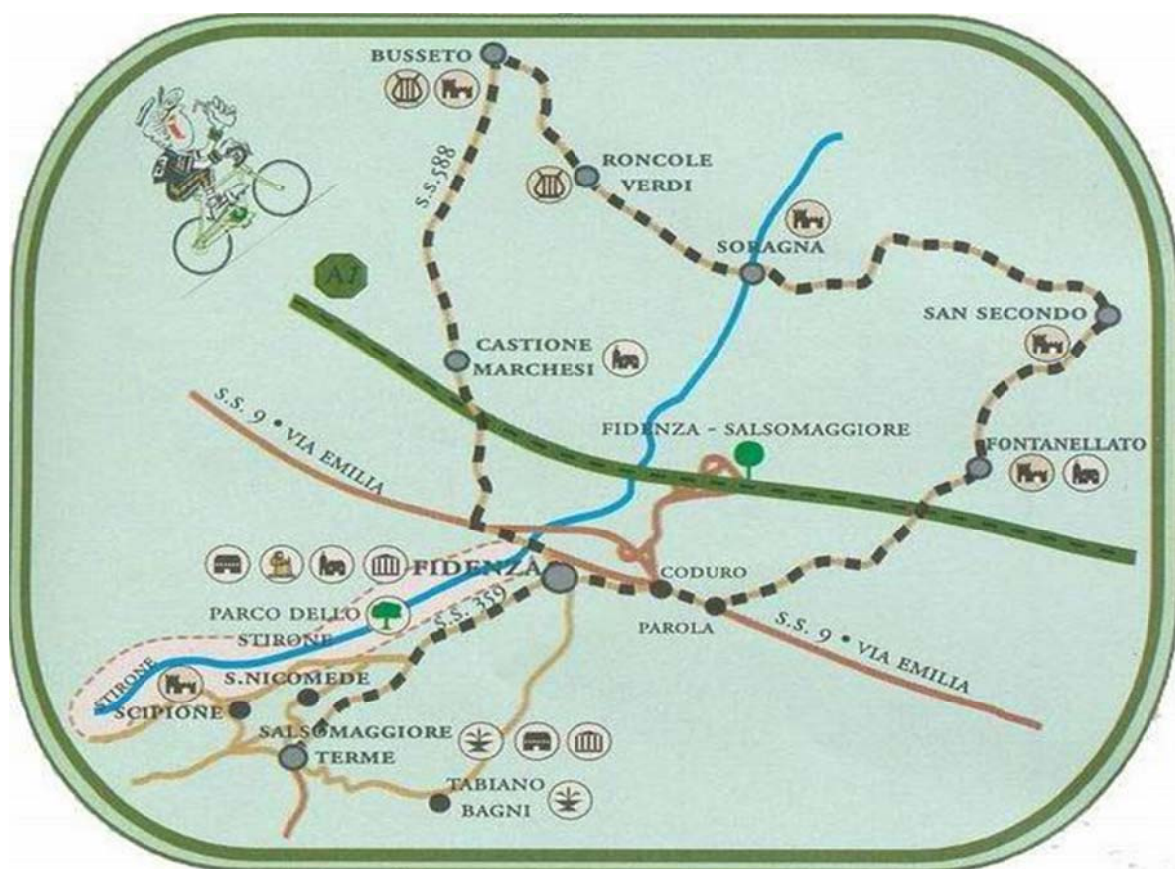 BUSSETO
S.S.588
RONCOLE
VERDI
SORAGNA
A1
SAN SECONDO
CASTIONE
MARCHESI
S.S. 9 • VIA EMILIA
FIDENZA - SALSOMAGGIORE
FONTANELLATO
FIDENZA
CODURO
PARCO DELLO
STIRONE
S.S. 359
PAROLA
S.S. 9 • VIA EMILIA
STIRONE
S.NICOMEDE
SCIPIONE
SALSOMAGGIORE
TERME
TABIANO
BAGNI